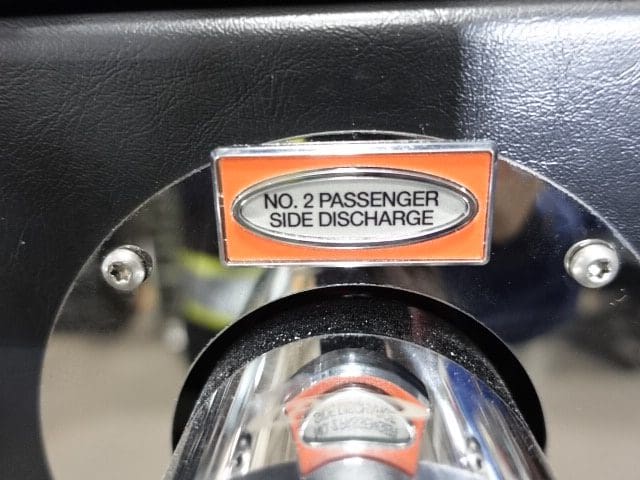 NO. 2 PASSENGER
SIDE DISCHARGE